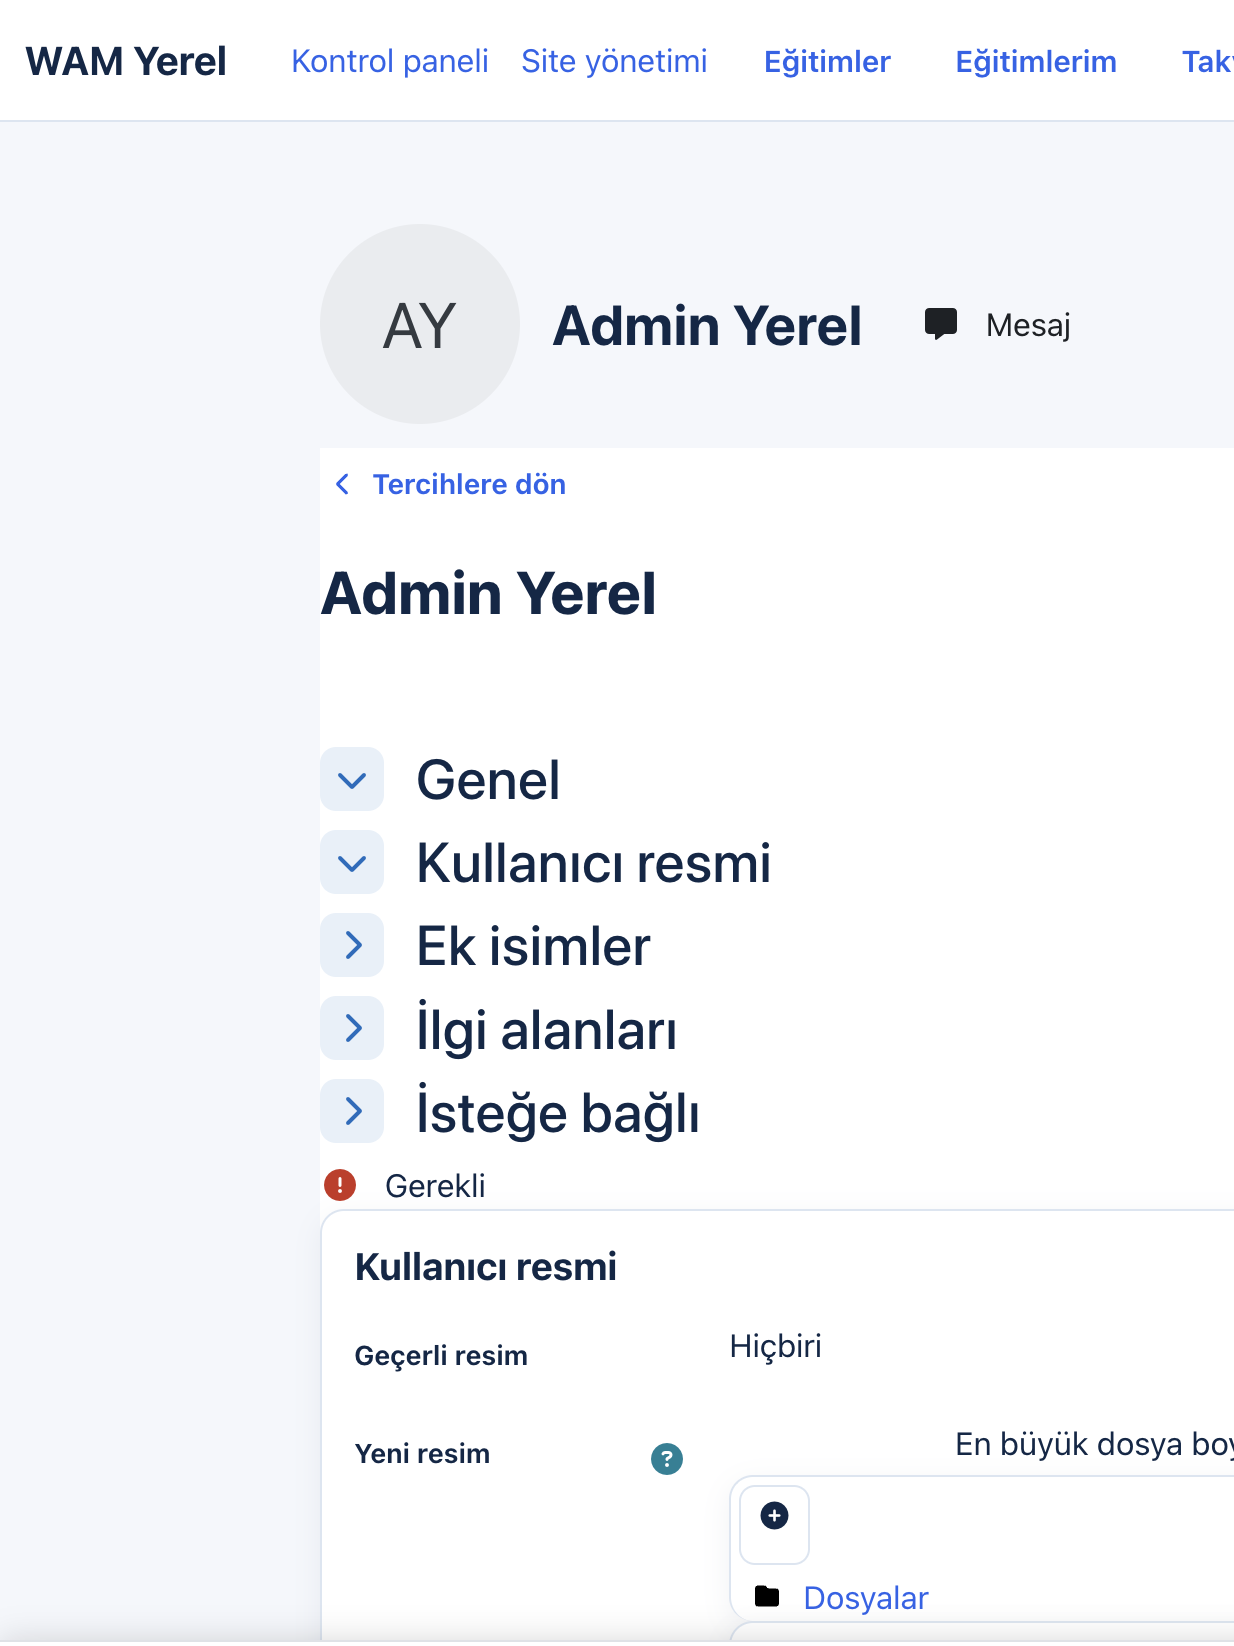 WAM Yerel Kontrol paneli Site yönetimi Eğitimler Eğitimlerim
AY Admin Yerel Mesaj
Tercihlere dön
Admin Yerel
Genel
Kullanıcı resmi
Ek isimler
İlgi alanları
İsteğe bağlı
Gerekli
Kullanıcı resmi
Geçerli resim Hiçbiri
Yeni resim En büyük dosya
Dosyalar